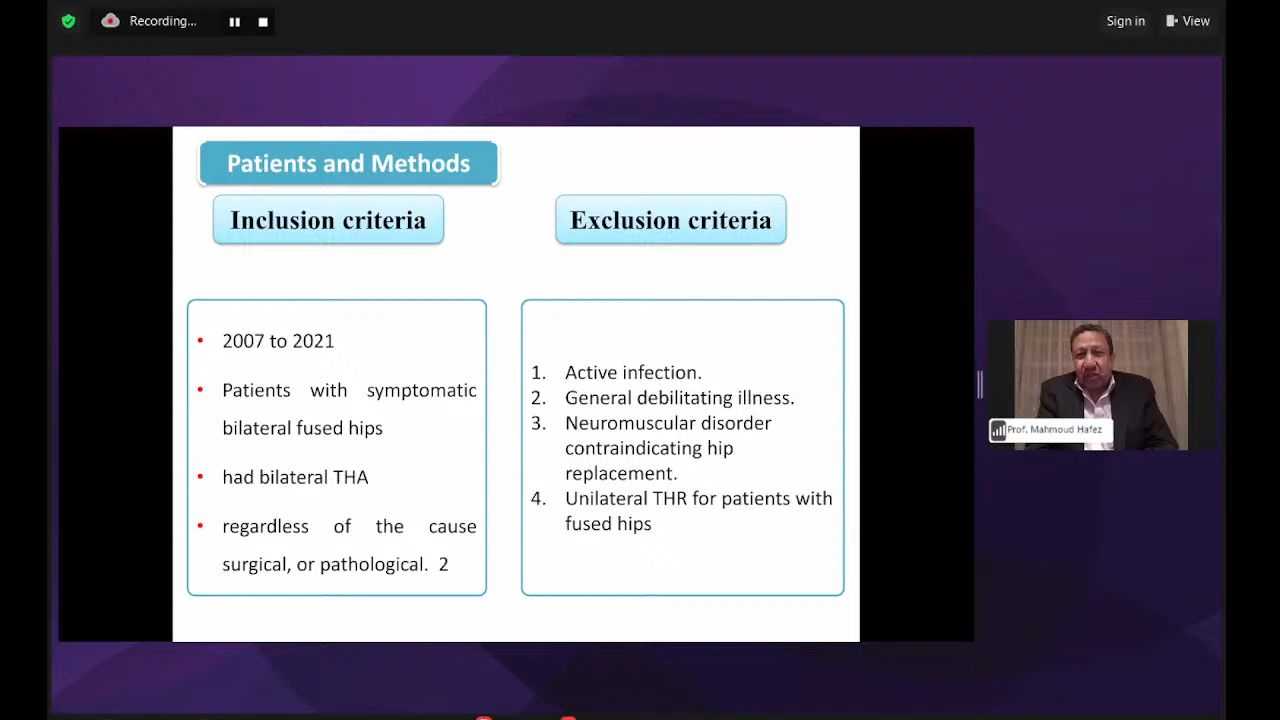 Recording...
Sign in
View
Patients and Methods
Inclusion criteria
Exclusion criteria
• 2007 to 2021
• Patients with symptomatic
bilateral fused hips
• had bilateral THA
• regardless of the cause
surgical, or pathological. 2
1. Active infection.
2. General debilitating illness.
3. Neuromuscular disorder
contraindicating hip
replacement.
4. Unilateral THR for patients with
fused hips
Prof. Mahmoud Hafez